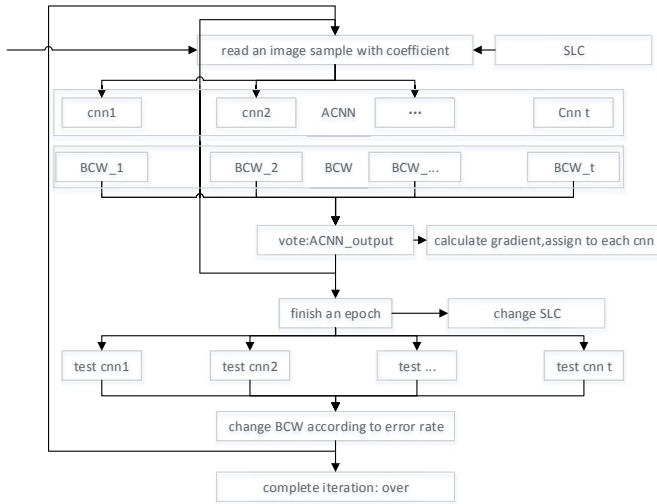 read an image sample with coefficient
SLC
cnn1
cnn2
ACNN
...
Cnn t
BCW_1
BCW_2
BCW
BCW_...
BCW_t
vote:ACNN_output
calculate gradient,assign to each cnn
finish an epoch
change SLC
test cnn1
test cnn2
test ...
test cnn t
change BCW according to error rate
complete iteration: over